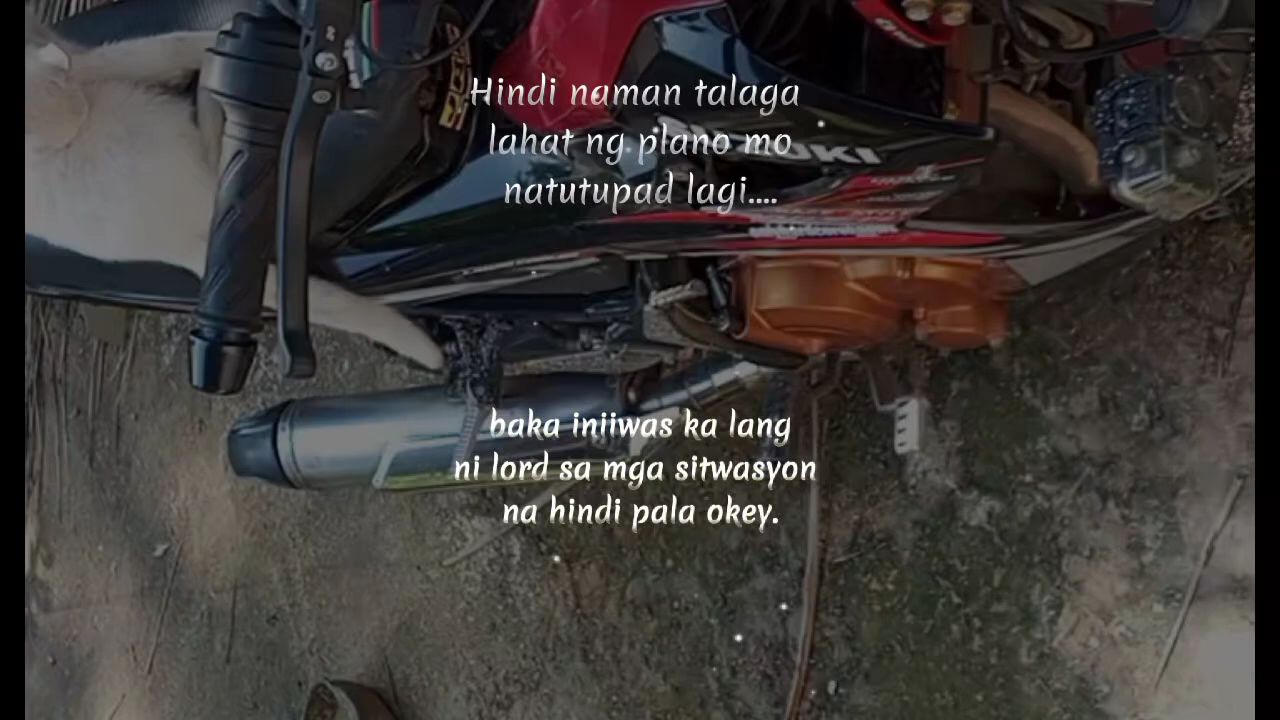 Hindi naman talaga
lahat ng plano mo
natutupad lagi....
baka iniiwas ka lang
ni lord sa mga sitwasyon
na hindi pala okey.